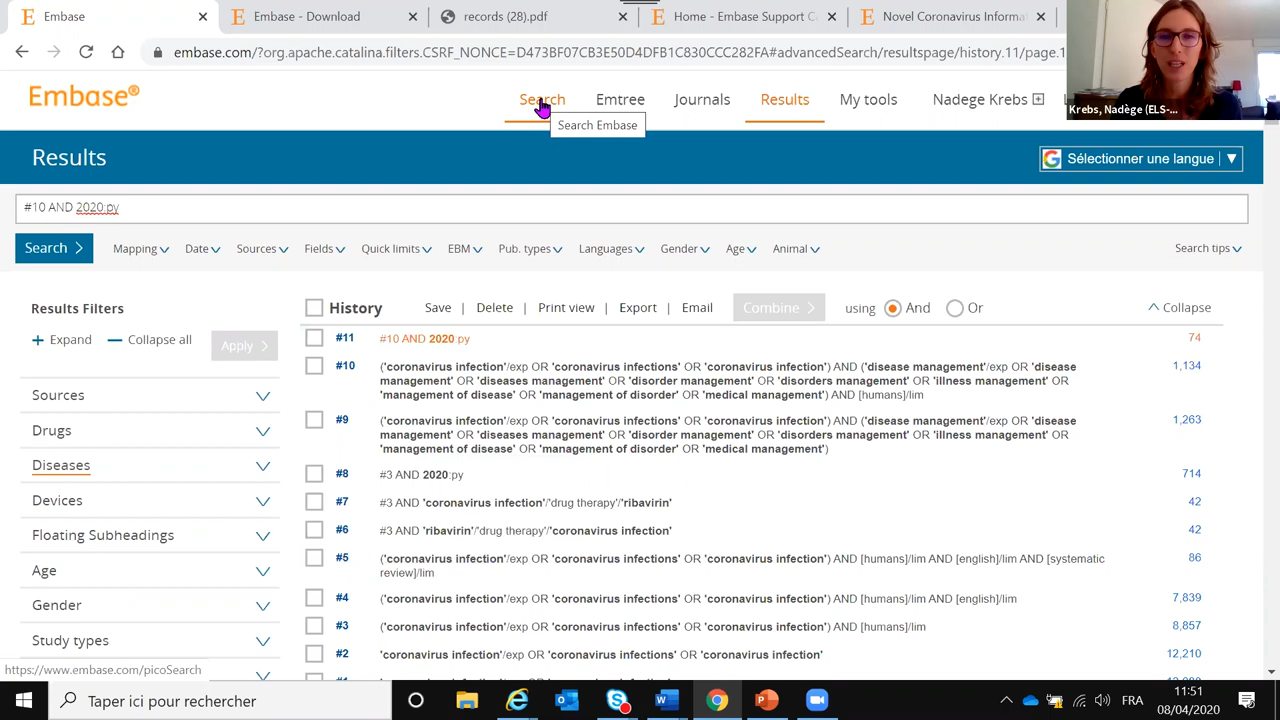 Embase
Embase - Download
records (28).pdf
Home - Embase Support C
Novel Coronavirus Informat
embase.com/?org.apache.catalina.filters.CSRF_NONCE=D473BF07CB3E50D4DFB1C830CCC282FA#advancedSearch/resultspage/history.11/page.1
Krebs, Nadège (ELS-...
Embase®
Search
Emtree
Journals
Results
My tools
Nadege Krebs
Search Embase
Results
Sélectionner une langue
#10 AND 2020:py
Search
Mapping
Date
Sources
Fields
Quick limits
EBM
Pub. types
Languages
Gender
Age
Animal
Search tips
Results Filters
+ Expand — Collapse all
Apply >
Sources
Drugs
Diseases
Devices
Floating Subheadings
Age
Gender
Study types
History
Save | Delete | Print view | Export | Email
Combine >
using And Or
Collapse
#11 #10 AND 2020:py 74
#10 ('coronavirus infection'/exp OR 'coronavirus infections' OR 'coronavirus infection') AND ('disease management'/exp OR 'disease 1,134
management' OR 'diseases management' OR 'disorder management' OR 'disorders management' OR 'illness management' OR
'management of disease' OR 'management of disorder' OR 'medical management') AND [humans]/lim
#9 ('coronavirus infection'/exp OR 'coronavirus infections' OR 'coronavirus infection') AND ('disease management'/exp OR 'disease 1,263
management' OR 'diseases management' OR 'disorder management' OR 'disorders management' OR 'illness management' OR
'management of disease' OR 'management of disorder' OR 'medical management')
#8 #3 AND 2020:py 714
#7 #3 AND 'coronavirus infection'/'drug therapy'/'ribavirin' 42
#6 #3 AND 'ribavirin'/'drug therapy'/'coronavirus infection' 42
#5 ('coronavirus infection'/exp OR 'coronavirus infections' OR 'coronavirus infection') AND [humans]/lim AND [english]/lim AND [systematic 86
review]/lim
#4 ('coronavirus infection'/exp OR 'coronavirus infections' OR 'coronavirus infection') AND [humans]/lim AND [english]/lim 7,839
#3 ('coronavirus infection'/exp OR 'coronavirus infections' OR 'coronavirus infection') AND [humans]/lim 8,857
#2 'coronavirus infection'/exp OR 'coronavirus infections' OR 'coronavirus infection' 12,210
https://www.embase.com/picoSearch
Taper ici pour rechercher
FRA
11:51
08/04/2020